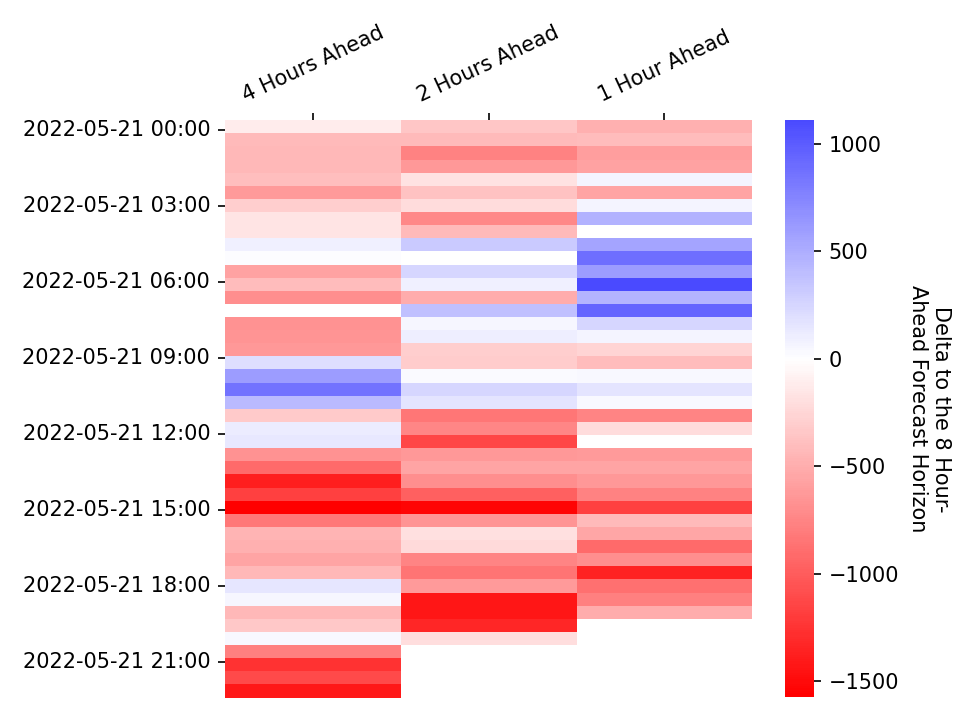 4 Hours Ahead
2 Hours Ahead
1 Hour Ahead
2022-05-21 00:00
2022-05-21 03:00
2022-05-21 06:00
2022-05-21 09:00
2022-05-21 12:00
2022-05-21 15:00
2022-05-21 18:00
2022-05-21 21:00
1000
500
0
−500
−1000
−1500
Delta to the 8 Hour-
Ahead Forecast Horizon